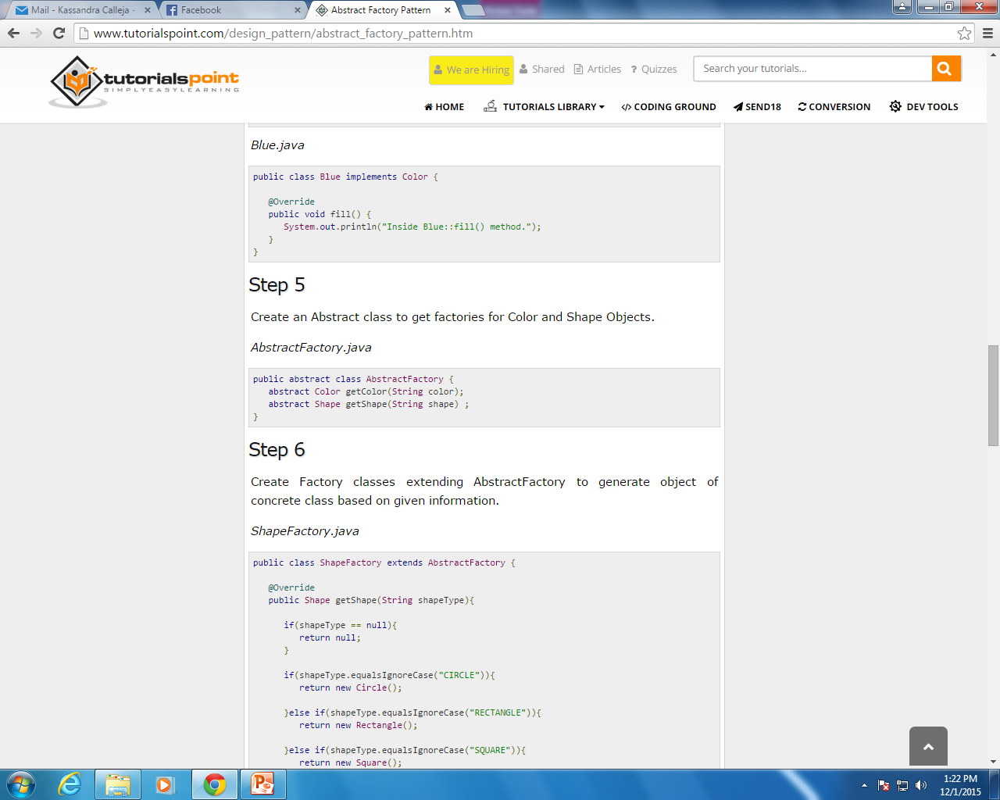 Mail - Kassandra Calleja -
Facebook
Abstract Factory Pattern
www.tutorialspoint.com/design_pattern/abstract_factory_pattern.htm
tutorialspoint
SIMPLYEASYLEARNING
We are Hiring
Shared
Articles
? Quizzes
Search your tutorials...
HOME
TUTORIALS LIBRARY
</> CODING GROUND
SEND18
CONVERSION
DEV TOOLS
Blue.java
public class Blue implements Color {
@Override
public void fill() {
System.out.println("Inside Blue::fill() method.");
}
}
Step 5
Create an Abstract class to get factories for Color and Shape Objects.
AbstractFactory.java
public abstract class AbstractFactory {
abstract Color getColor(String color);
abstract Shape getShape(String shape) ;
}
Step 6
Create Factory classes extending AbstractFactory to generate object of
concrete class based on given information.
ShapeFactory.java
public class ShapeFactory extends AbstractFactory {
@Override
public Shape getShape(String shapeType){
if(shapeType == null){
return null;
}
if(shapeType.equalsIgnoreCase("CIRCLE")){
return new Circle();
}else if(shapeType.equalsIgnoreCase("RECTANGLE")){
return new Rectangle();
}else if(shapeType.equalsIgnoreCase("SQUARE")){
return new Square();
1:22 PM
12/1/2015